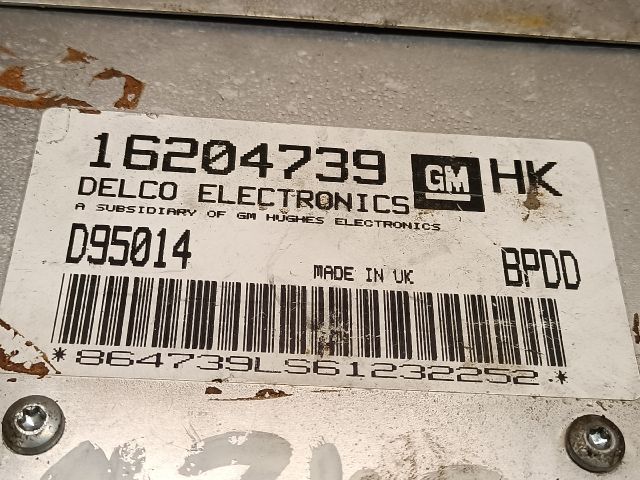 16204739 GM HK
DELCO ELECTRONICS
A SUBSIDIARY OF GM HUGHES ELECTRONICS
D95014 MADE IN UK BPDD
*864739LS61232252.*